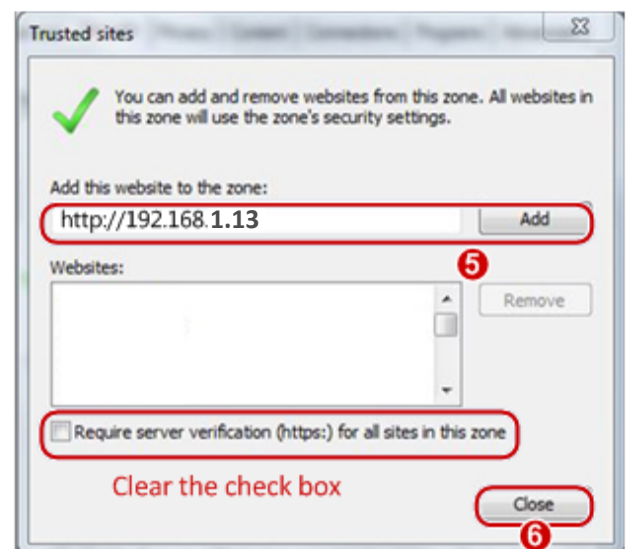 Trusted sites
You can add and remove websites from this zone. All websites in
this zone will use the zone's security settings.
Add this website to the zone:
http://192.168.1.13
Add
5
Websites:
Remove
Require server verification (https:) for all sites in this zone
Clear the check box
Close
6